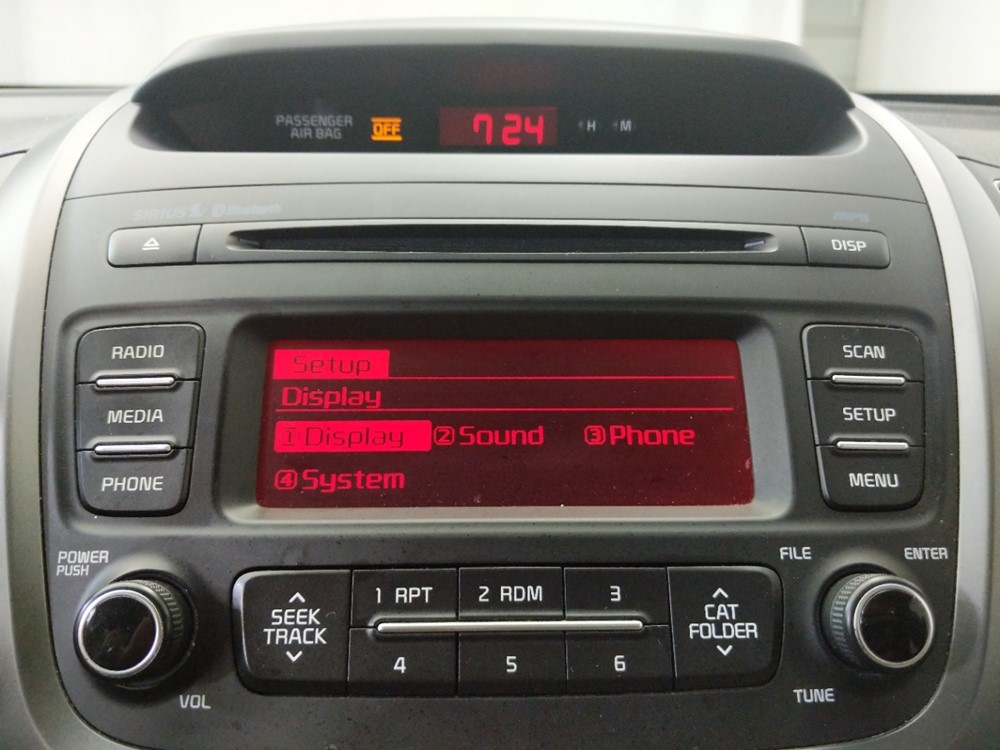 PASSENGER
AIR BAG
OFF
7 24
H
M
SIRIUS Bluetooth
DISP
RADIO
MEDIA
PHONE
Setup
Display
1 Display 2 Sound 3 Phone
4 System
SCAN
SETUP
MENU
POWER
PUSH
VOL
SEEK
TRACK
1 RPT
2 RDM
3
4
5
6
CAT
FOLDER
FILE
ENTER
TUNE